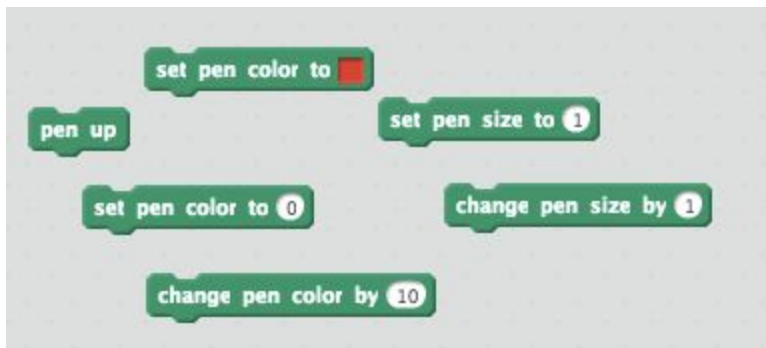 set pen color to
set pen size to 1
pen up
set pen color to 0
change pen size by 1
change pen color by 10